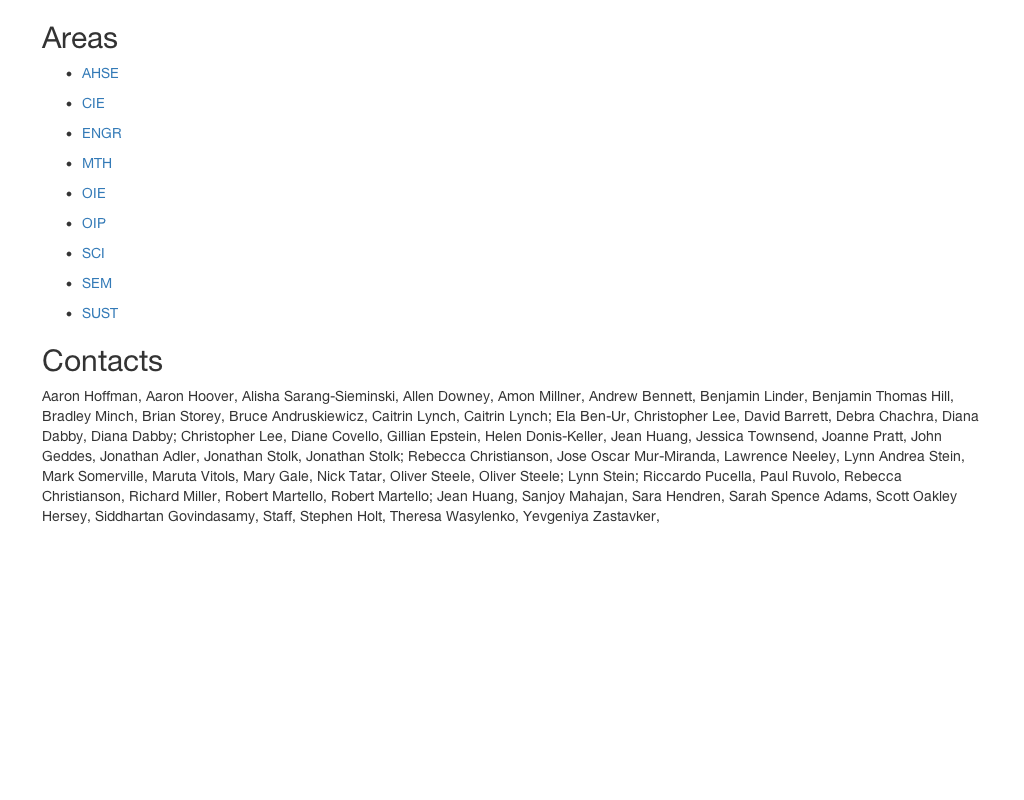 Areas
AHSE
CIE
ENGR
MTH
OIE
OIP
SCI
SEM
SUST
Contacts
Aaron Hoffman, Aaron Hoover, Alisha Sarang-Sieminski, Allen Downey, Amon Millner, Andrew Bennett, Benjamin Linder, Benjamin Thomas Hill,
Bradley Minch, Brian Storey, Bruce Andruskiewicz, Caitrin Lynch, Caitrin Lynch; Ela Ben-Ur, Christopher Lee, David Barrett, Debra Chachra, Diana
Dabby, Diana Dabby; Christopher Lee, Diane Covello, Gillian Epstein, Helen Donis-Keller, Jean Huang, Jessica Townsend, Joanne Pratt, John
Geddes, Jonathan Adler, Jonathan Stolk, Jonathan Stolk; Rebecca Christianson, Jose Oscar Mur-Miranda, Lawrence Neeley, Lynn Andrea Stein,
Mark Somerville, Maruta Vitols, Mary Gale, Nick Tatar, Oliver Steele, Oliver Steele; Lynn Stein; Riccardo Pucella, Paul Ruvolo, Rebecca
Christianson, Richard Miller, Robert Martello, Robert Martello; Jean Huang, Sanjoy Mahajan, Sara Hendren, Sarah Spence Adams, Scott Oakley
Hersey, Siddhartan Govindasamy, Staff, Stephen Holt, Theresa Wasylenko, Yevgeniya Zastavker,